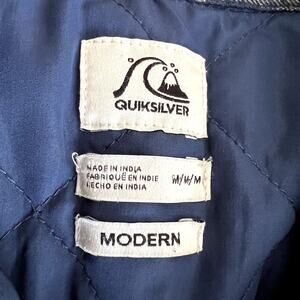 QUIKSILVER
MADE IN INDIA
FABRIQUÉ EN INDE
HECHO EN INDIA
M/M/M
MODERN